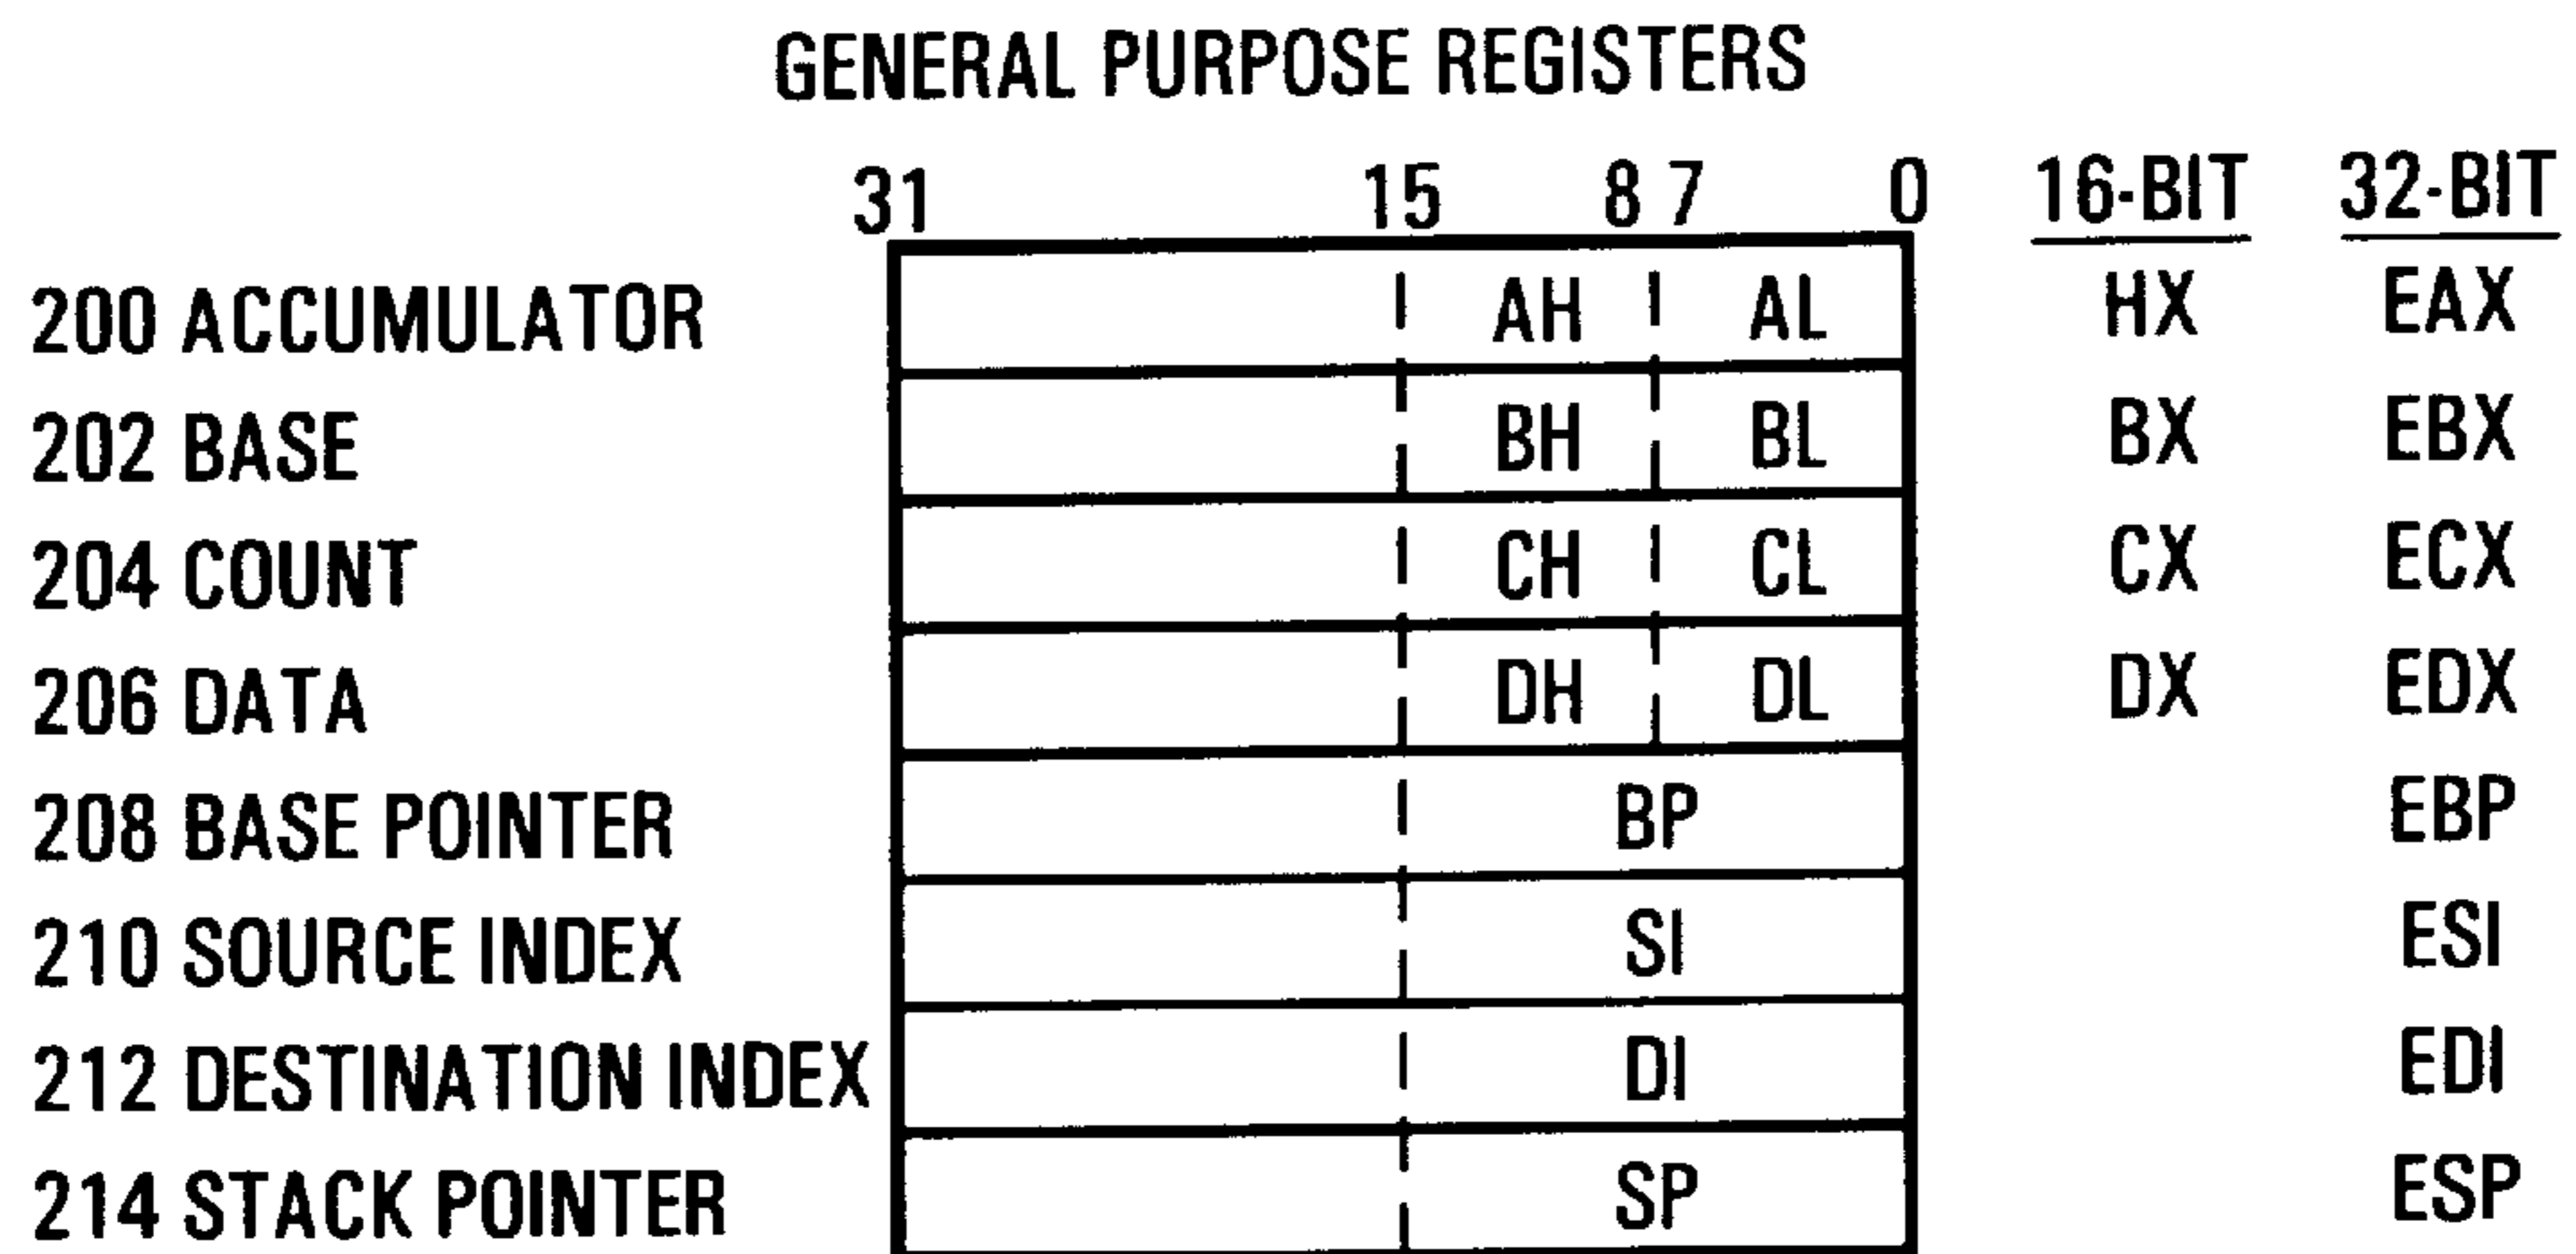 GENERAL PURPOSE REGISTERS
31 15 8 7 0 16-BIT 32-BIT
200 ACCUMULATOR AH AL HX EAX
202 BASE BH BL BX EBX
204 COUNT CH CL CX ECX
206 DATA DH DL DX EDX
208 BASE POINTER BP EBP
210 SOURCE INDEX SI ESI
212 DESTINATION INDEX DI EDI
214 STACK POINTER SP ESP